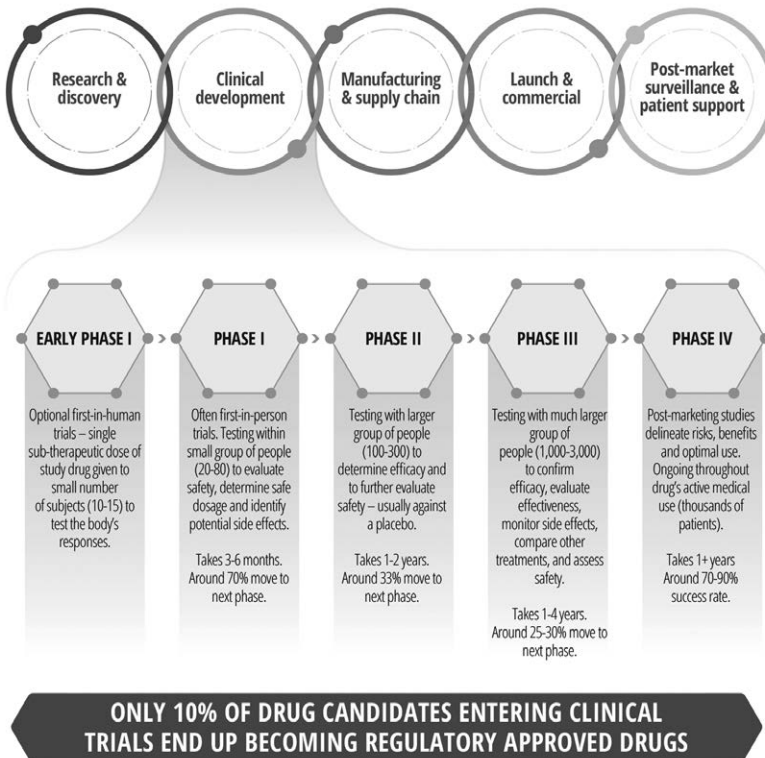 Research &
discovery
Clinical
development
Manufacturing
& supply chain
Launch &
commercial
Post-market
surveillance &
patient support
EARLY PHASE I
Optional first-in-human
trials – single
sub-therapeutic dose of
study drug given to
small number
of subjects (10-15) to
test the body's
responses.
PHASE I
Often first-in-person
trials. Testing within
small group of people
(20-80) to evaluate
safety, determine safe
dosage and identify
potential side effects.
Takes 3-6 months.
Around 70% move to
next phase.
PHASE II
Testing with larger
group of people
(100-300) to
determine efficacy and
to further evaluate
safety – usually against
a placebo.
Takes 1-2 years.
Around 33% move to
next phase.
PHASE III
Testing with much larger
group of
people (1,000-3,000)
to confirm
efficacy, evaluate
effectiveness,
monitor side effects,
compare other
treatments, and assess
safety.
Takes 1-4 years.
Around 25-30% move to
next phase.
PHASE IV
Post-marketing studies
delineate risks, benefits
and optimal use.
Ongoing throughout
drug's active medical
use (thousands of
patients).
Takes 1+ years
Around 70-90%
success rate.
ONLY 10% OF DRUG CANDIDATES ENTERING CLINICAL
TRIALS END UP BECOMING REGULATORY APPROVED DRUGS